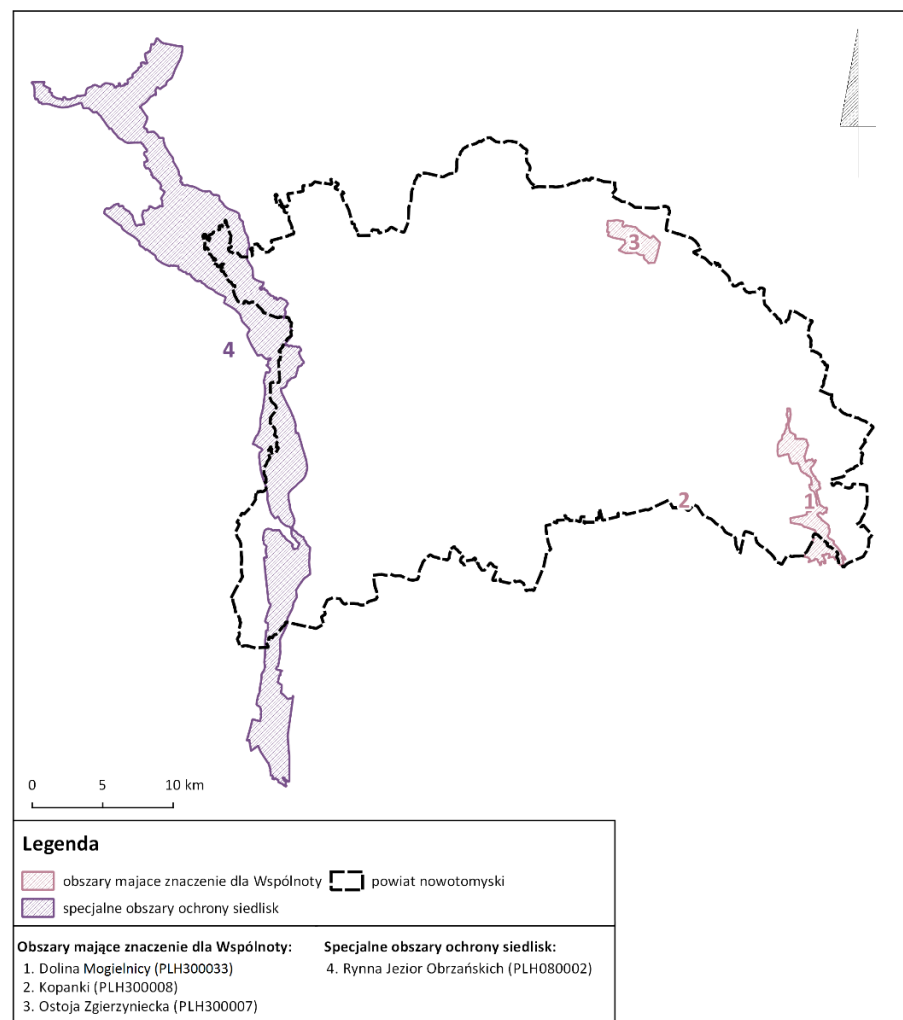 3
4
2
1
0 5 10 km
Legenda
obszary majace znaczenie dla Wspólnoty
powiat nowotomyski
specjalne obszary ochrony siedlisk
Obszary mające znaczenie dla Wspólnoty:
1. Dolina Mogielnicy (PLH300033)
2. Kopanki (PLH300008)
3. Ostoja Zgierzyniecka (PLH300007)
Specjalne obszary ochrony siedlisk:
4. Rynna Jezior Obrzańskich (PLH080002)